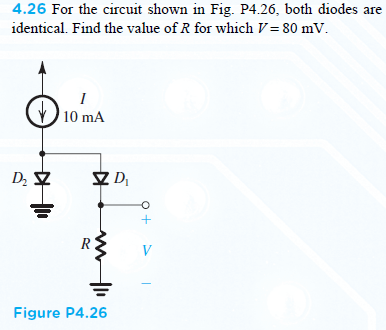 4.26 For the circuit shown in Fig. P4.26, both diodes are
identical. Find the value of R for which V = 80 mV.
I
10 mA
D₂
D₁
+
R
V
−
Figure P4.26